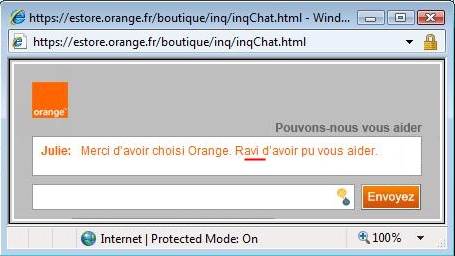 https://estore.orange.fr/boutique/inq/inqChat.html - Wind...
https://estore.orange.fr/boutique/inq/inqChat.html
orange™
Pouvons-nous vous aider
Julie: Merci d'avoir choisi Orange. Ravi d'avoir pu vous aider.
Envoyez
Internet | Protected Mode: On
100%